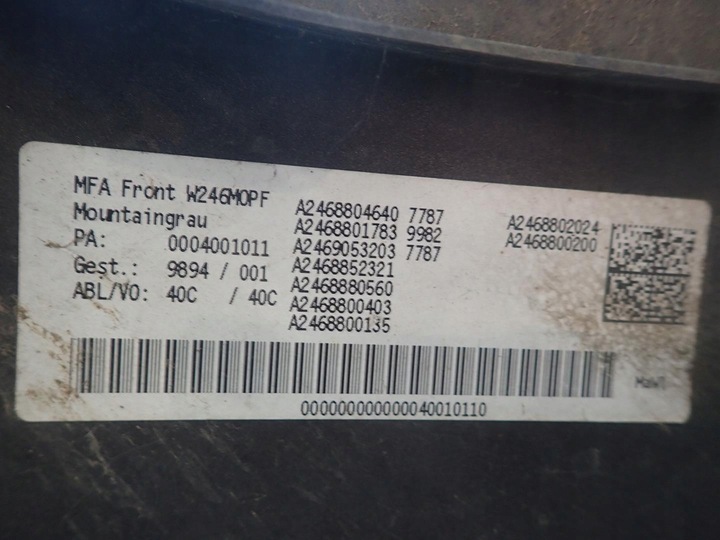 MFA Front W246MOPF
Mountaingrau
PA: 0004001011
Gest.: 9894 / 001
ABL/VO: 40C / 40C
A2468804640 7787
A2468801783 9982
A2469053203 7787
A2468852321
A2468880560
A2468800403
A2468800135
A2468802024
A2468800200
000000000000040010110